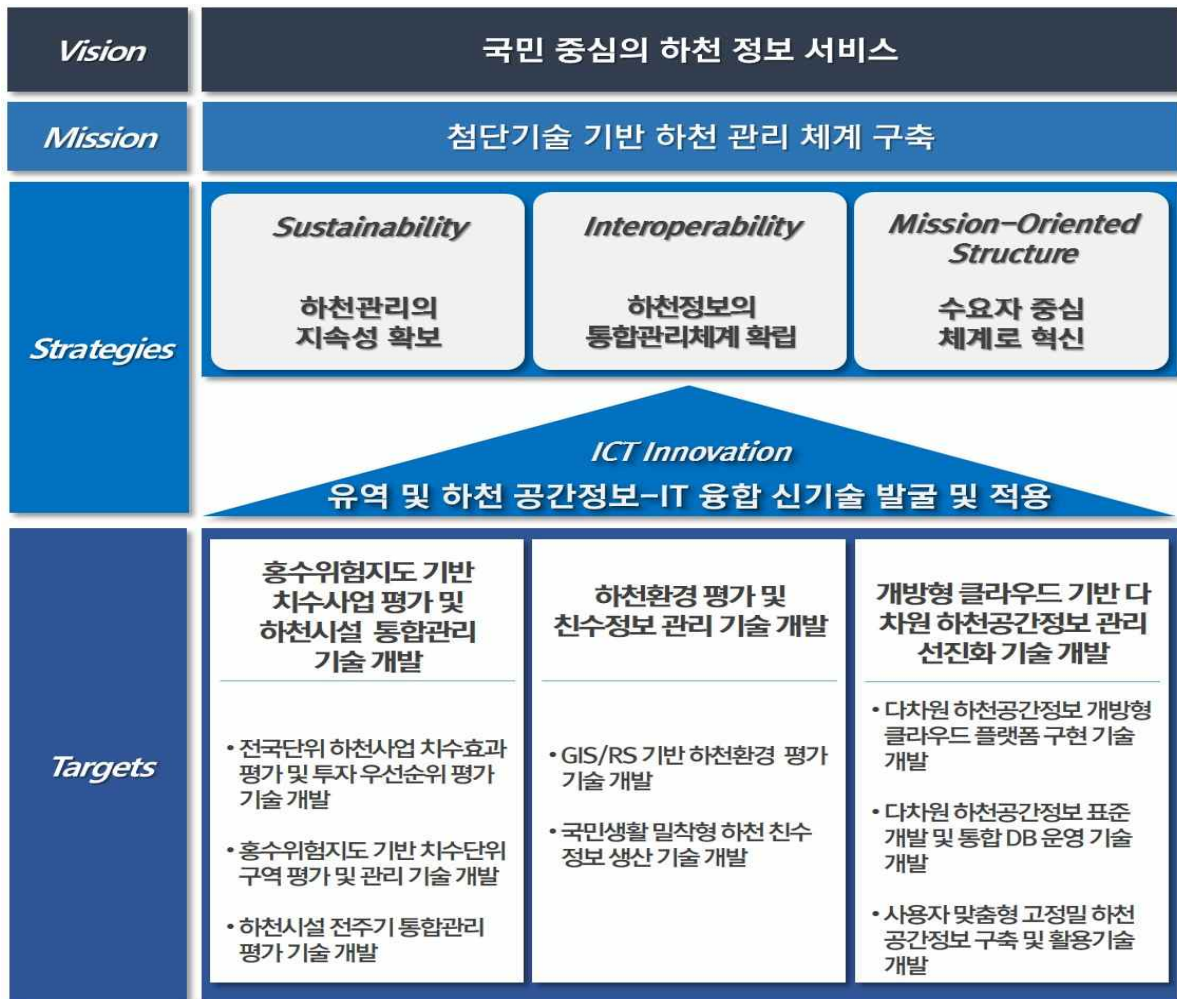 Vision
국민 중심의 하천 정보 서비스
Mission
첨단기술 기반 하천 관리 체계 구축
Strategies
Sustainability
하천관리의
지속성 확보
Interoperability
하천정보의
통합관리체계 확립
Mission-Oriented
Structure
수요자 중심
체계로 혁신
ICT Innovation
유역 및 하천 공간정보-IT 융합 신기술 발굴 및 적용
Targets
홍수위험지도 기반
치수사업 평가 및
하천시설 통합관리
기술 개발
• 전국단위 하천사업 치수효과
평가 및 투자 우선순위 평가
기술 개발
• 홍수위험지도 기반 치수단위
구역 평가 및 관리 기술 개발
• 하천시설 전주기 통합관리
평가 기술 개발
하천환경 평가 및
친수정보 관리 기술 개발
• GIS/RS 기반 하천환경 평가
기술 개발
• 국민생활 밀착형 하천 친수
정보 생산 기술 개발
개방형 클라우드 기반 다
차원 하천공간정보 관리
선진화 기술 개발
• 다차원 하천공간정보 개방형
클라우드 플랫폼 구현 기술
개발
• 다차원 하천공간정보 표준
개발 및 통합 DB 운영 기술
개발
• 사용자 맞춤형 고정밀 하천
공간정보 구축 및 활용기술
개발